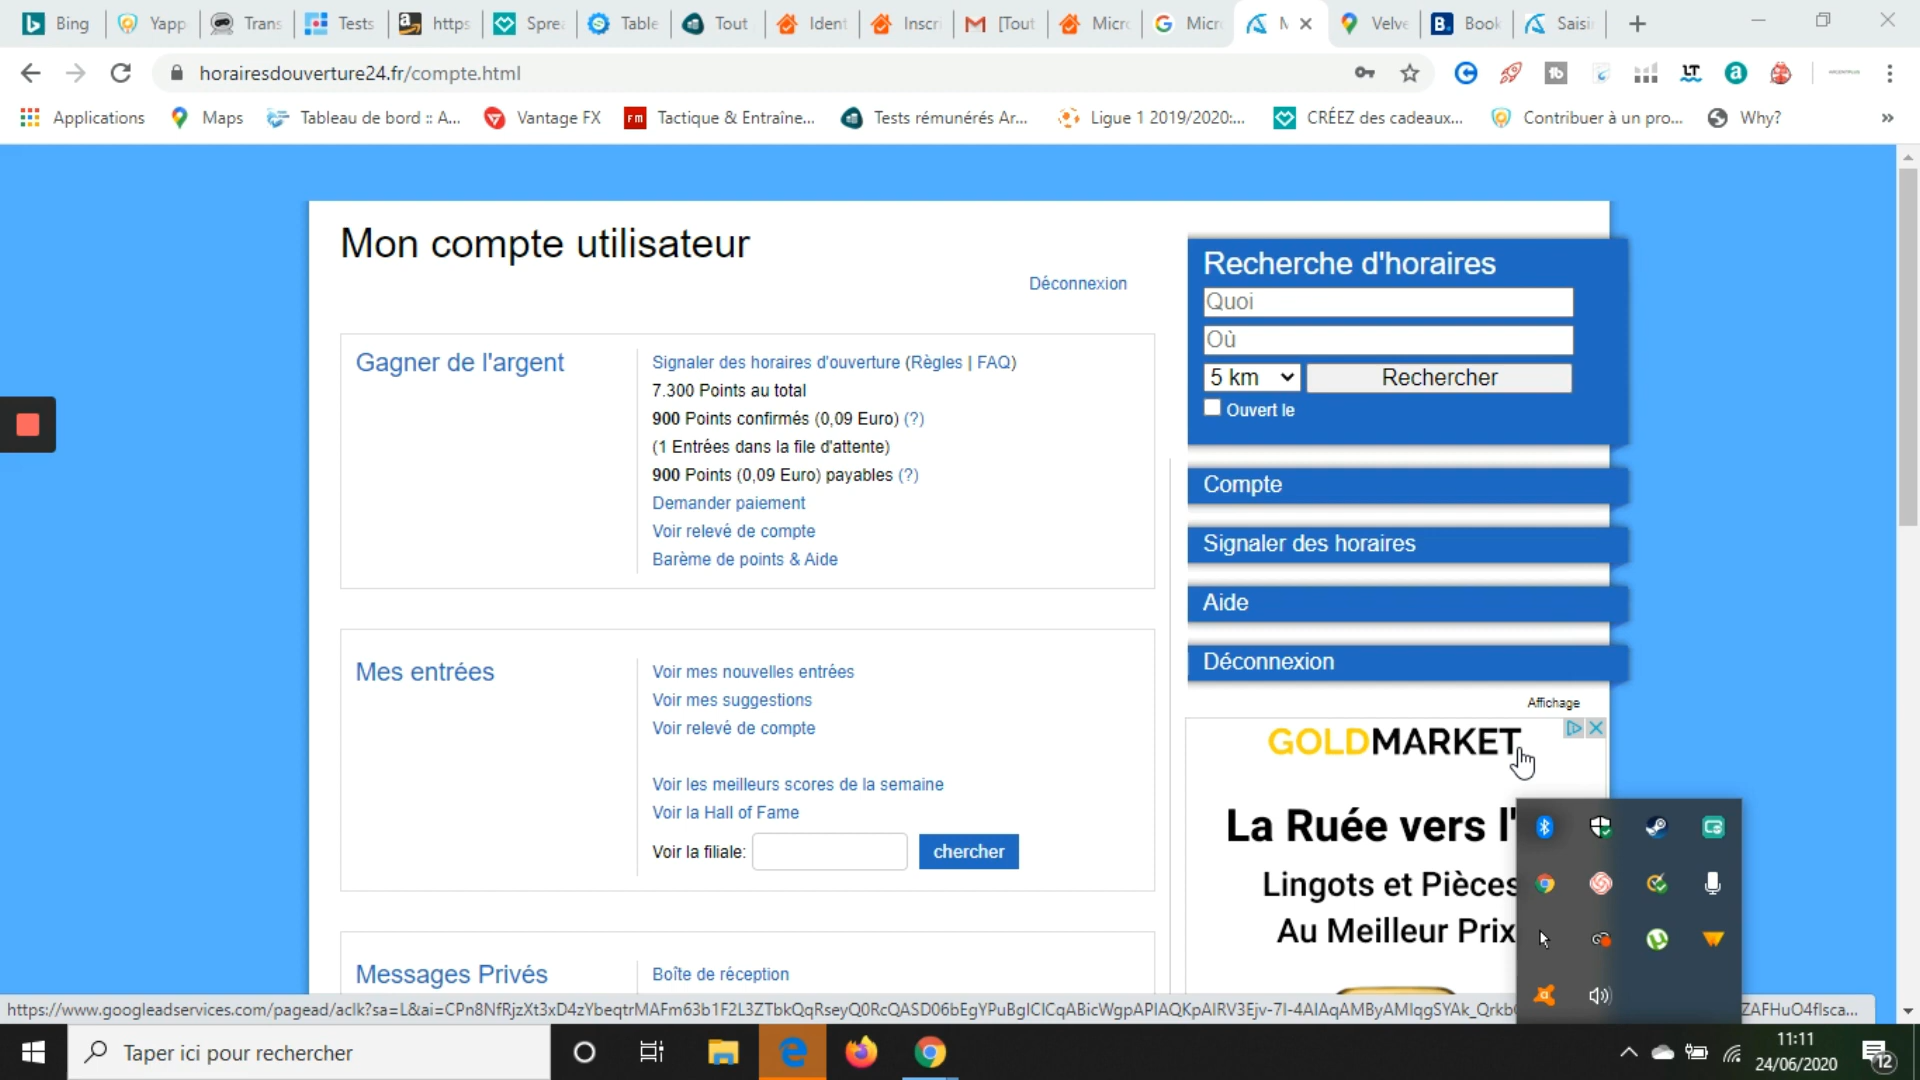 Bing
Yapp
Trans
Tests
https
Spre
Table
Tout
Ident
Inscri
[Tout
Micro
Micro
Velve
Book
Saisi
horairesdouverture24.fr/compte.html
Applications
Maps
Tableau de bord :: A...
Vantage FX
Tactique & Entraîne...
Tests rémunérés Ar...
Ligue 1 2019/2020:...
CRÉEZ des cadeaux...
Contribuer à un pro...
Why?
»
Mon compte utilisateur
Déconnexion
Gagner de l'argent
Signaler des horaires d'ouverture (Règles | FAQ)
7.300 Points au total
900 Points confirmés (0,09 Euro) (?)
(1 Entrées dans la file d'attente)
900 Points (0,09 Euro) payables (?)
Demander paiement
Voir relevé de compte
Barème de points & Aide
Mes entrées
Voir mes nouvelles entrées
Voir mes suggestions
Voir relevé de compte
Voir les meilleurs scores de la semaine
Voir la Hall of Fame
Voir la filiale:
chercher
Messages Privés
Boîte de réception
Recherche d'horaires
Quoi
Où
5 km
Rechercher
Ouvert le
Compte
Signaler des horaires
Aide
Déconnexion
Affichage
GOLDMARKET
La Ruée vers l'
Lingots et Pièces
Au Meilleur Prix
Taper ici pour rechercher
11:11
24/06/2020
12